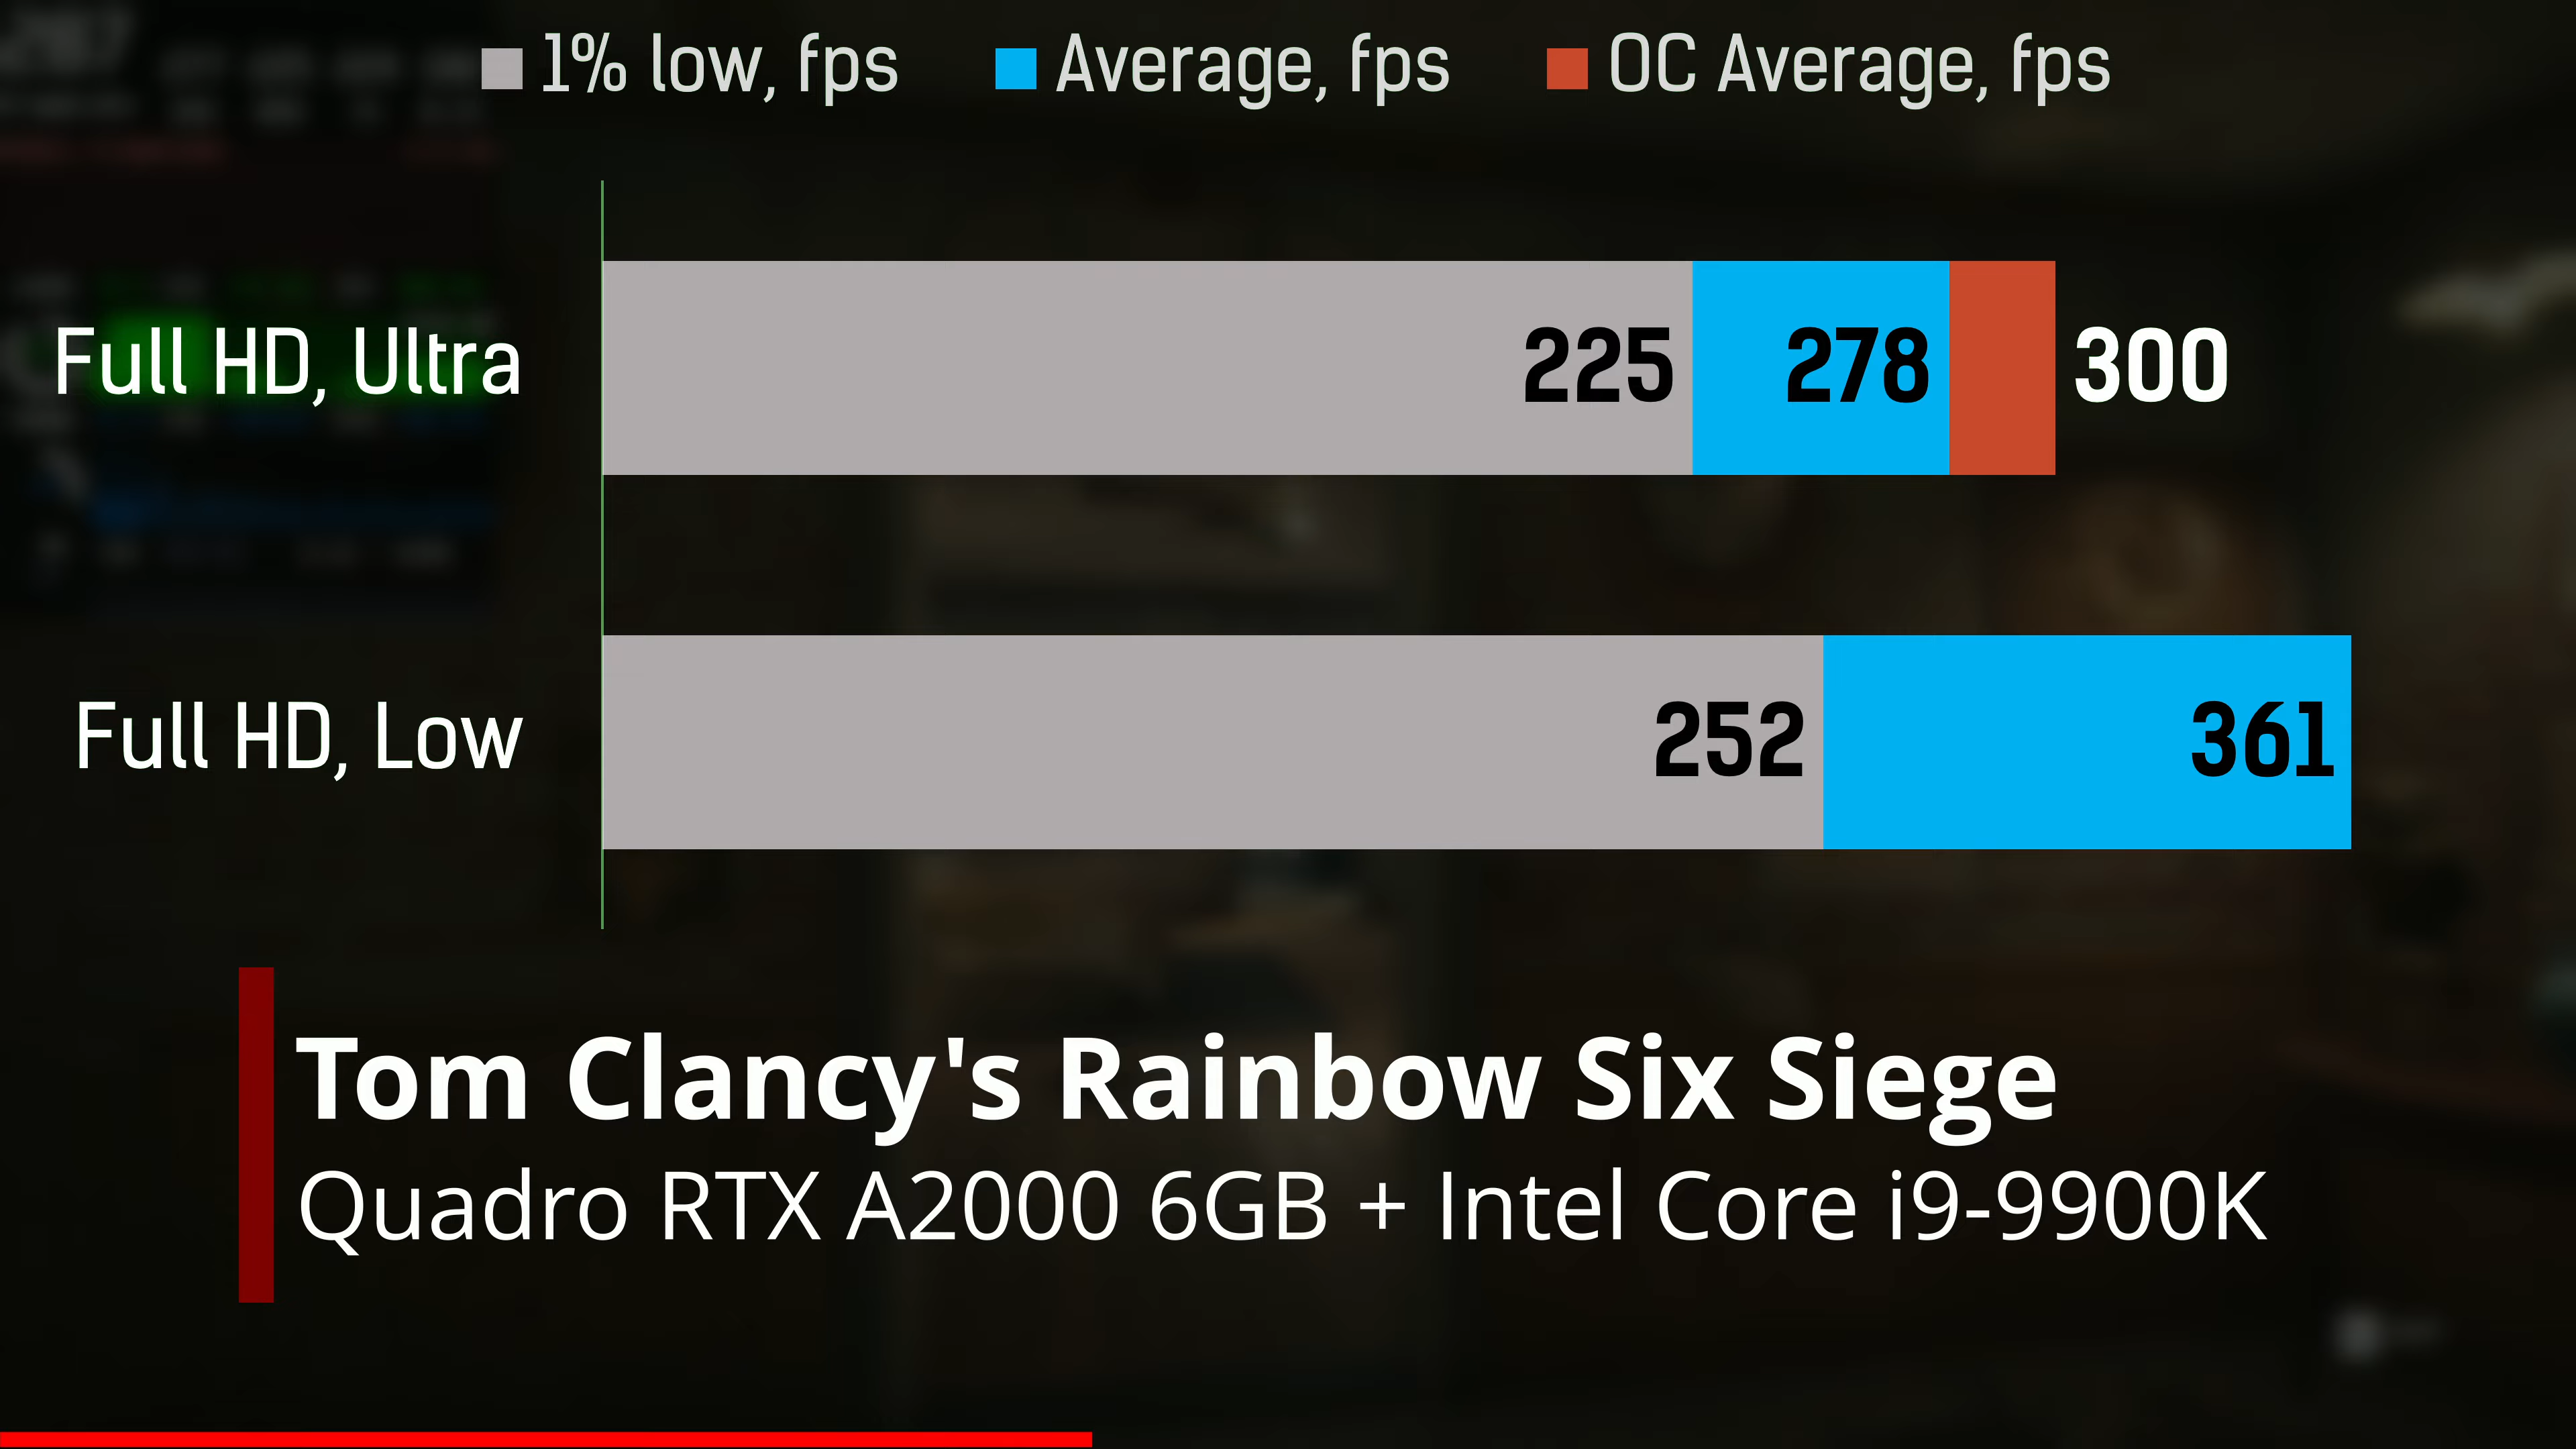 1% low, fps Average, fps OC Average, fps
Full HD, Ultra 225 278 300
Full HD, Low 252 361
Tom Clancy's Rainbow Six Siege
Quadro RTX A2000 6GB + Intel Core i9-9900K